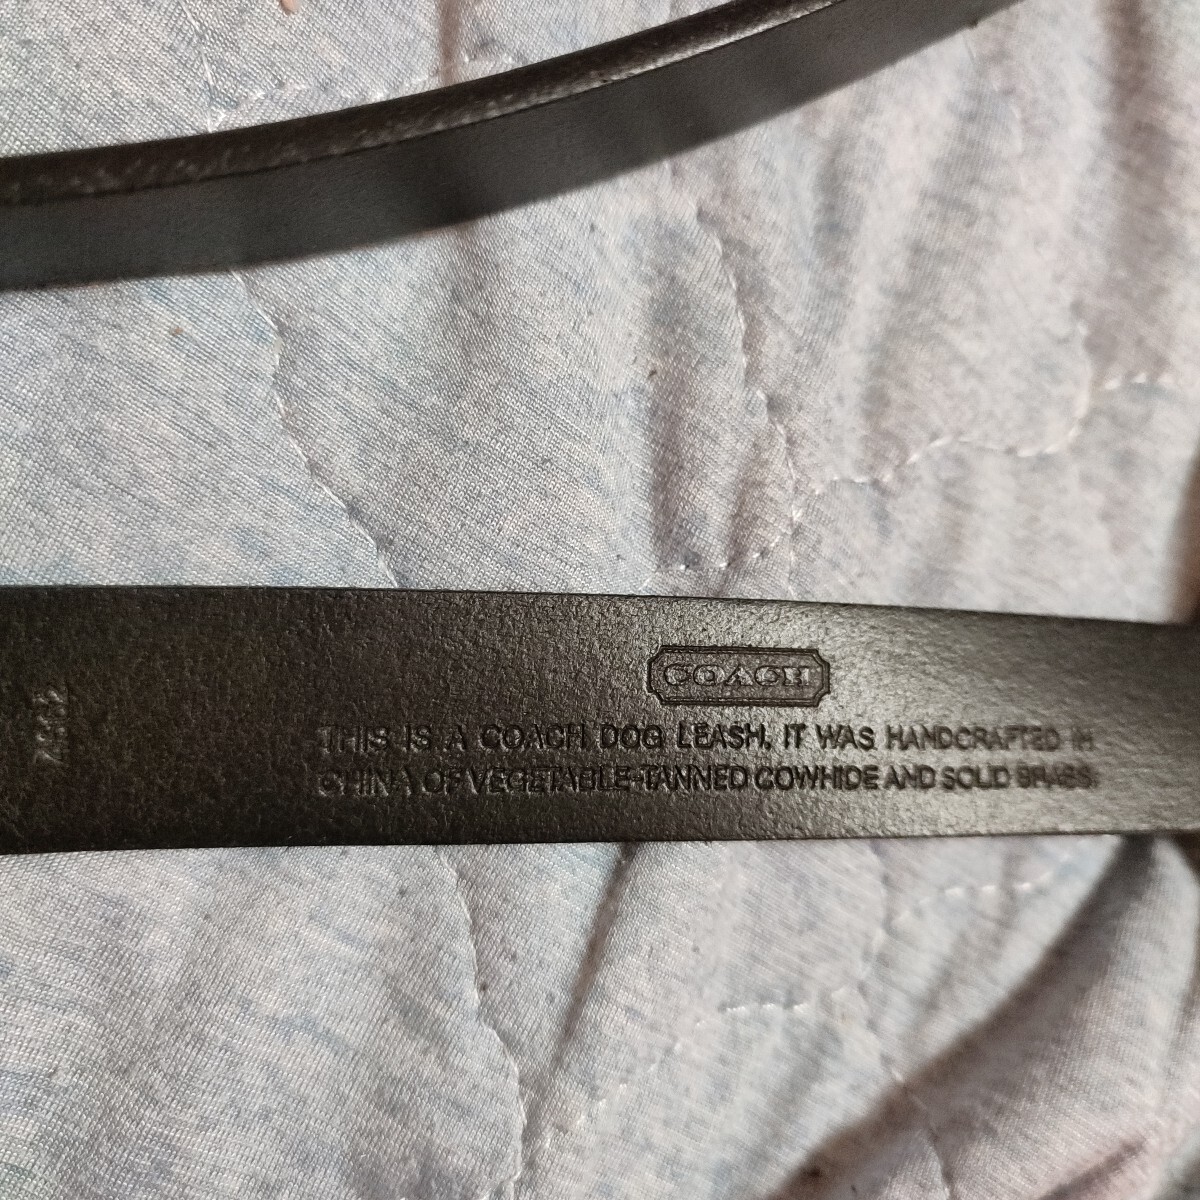 COACH
THIS IS A COACH DOG LEASH. IT WAS HANDCRAFTED IN
CHINA OF VEGETABLE-TANNED COWHIDE AND SOLID BRASS.